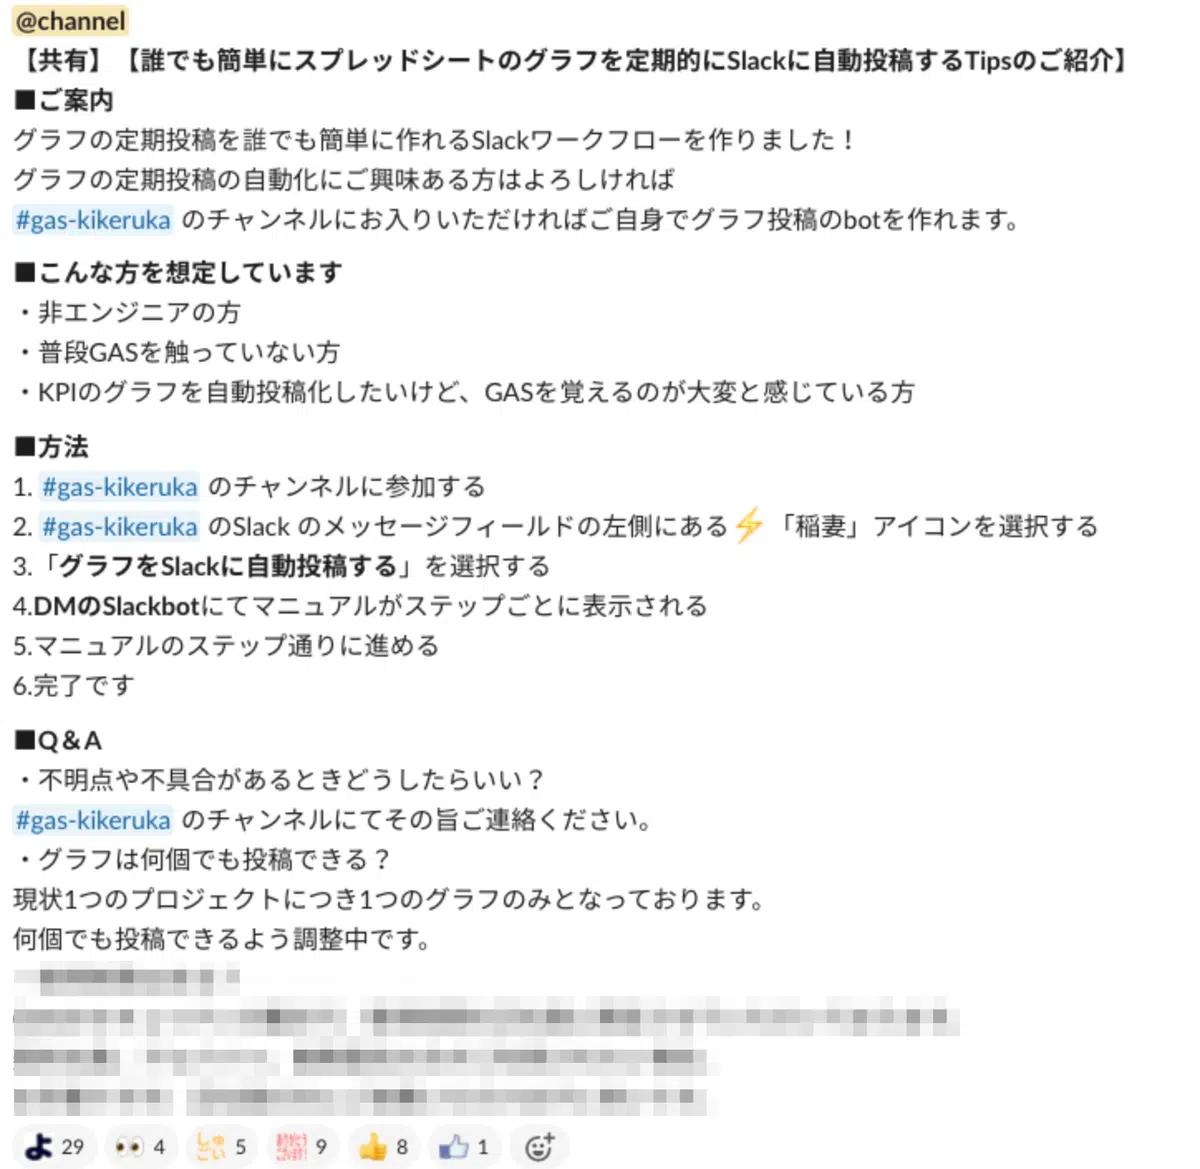 @channel
【共有】【誰でも簡単にスプレッドシートのグラフを定期的にSlackに自動投稿するTipsのご紹介】
■ご案内
グラフの定期投稿を誰でも簡単に作れるSlackワークフローを作りました！
グラフの定期投稿の自動化にご興味ある方はよろしければ
#gas-kikeruka のチャンネルにお入りいただければご自身でグラフ投稿のbotを作れます。
■こんな方を想定しています
・非エンジニアの方
・普段GASを触っていない方
・KPIのグラフを自動投稿化したいけど、GASを覚えるのが大変と感じている方
■方法
1. #gas-kikeruka のチャンネルに参加する
2. #gas-kikeruka のSlack のメッセージフィールドの左側にある⚡「稲妻」アイコンを選択する
3.「グラフをSlackに自動投稿する」を選択する
4.DMのSlackbotにてマニュアルがステップごとに表示される
5.マニュアルのステップ通りに進める
6.完了です
■Q＆A
・不明点や不具合があるときどうしたらいい？
#gas-kikeruka のチャンネルにてその旨ご連絡ください。
・グラフは何個でも投稿できる？
現状1つのプロジェクトにつき1つのグラフのみとなっております。
何個でも投稿できるよう調整中です。
よ 29 4 5 9 8 1